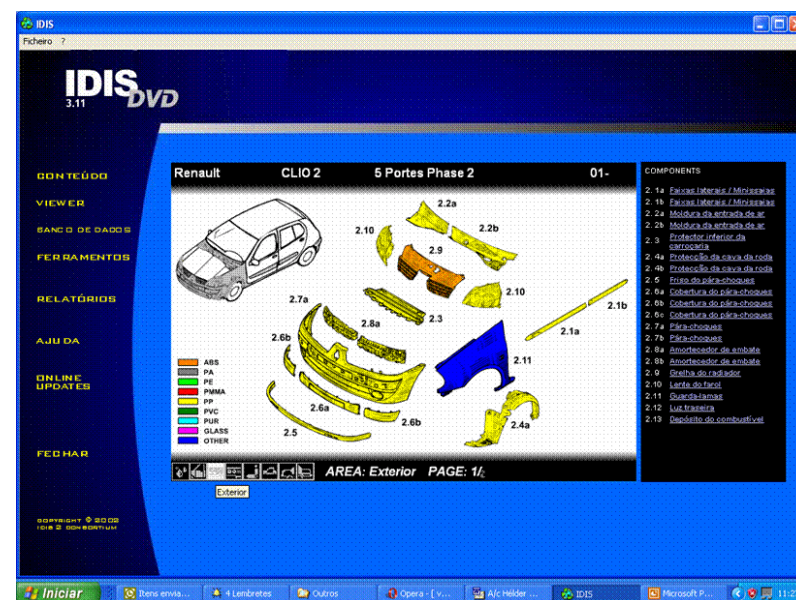 IDIS
Ficheiro ?
IDIS
3.11
DVD
CONTEÚDO
VIEWER
BANCO DE DADOS
FERRAMENTOS
RELATÓRIOS
AJUDA
ONLINE
UPDATES
FECHAR
COPYRIGHT © 2002
IDIS 2 CONSORTIUM
Renault CLIO 2 5 Portes Phase 2 01-
2.2a
2.10
2.2b
2.9
2.7a
2.10
2.1b
2.3
2.8a
2.6b
2.1a
2.11
ABS
PA
PE
PMMA
PP
PVC
PUR
GLASS
OTHER
2.6a
2.6b
2.5
2.4a
AREA: Exterior PAGE: 1/
Exterior
COMPONENTS
2. 1a Faixas laterais / Minissaias
2. 1b Faixas laterais / Minissaias
2. 2a Moldura da entrada de ar
2. 2b Moldura da entrada de ar
2. 3 Protector inferior da
carroçaria
2. 4a Protecção da cava da roda
2. 4b Protecção da cava da roda
2. 5 Friso do pára-choques
2. 6a Cobertura do pára-choques
2. 6b Cobertura do pára-choques
2. 6c Cobertura do pára-choques
2. 7a Pára-choques
2. 7b Pára-choques
2. 8a Amortecedor de embate
2. 8b Amortecedor de embate
2. 9 Grelha do radiador
2. 10 Lente do farol
2. 11 Guarda-lamas
2. 12 Luz traseira
2. 13 Depósito do combustível
Iniciar Itens envia... 4 Lembretes Outros Opera - [ v... A/c Helder ... IDIS Microsoft P... 11:2